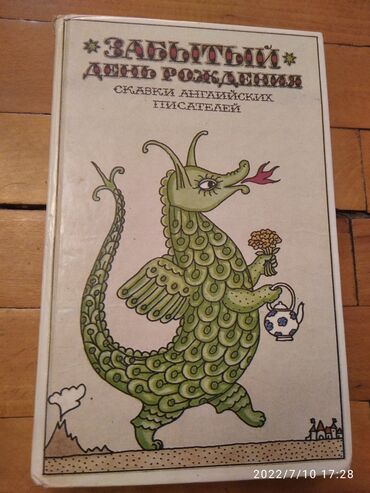 ЗАБЫТЫЙ
ДЕНЬ РОЖДЕНИЯ
СКАЗКИ АНГЛИЙСКИХ
ПИСАТЕЛЕЙ
2022/7/10 17:28